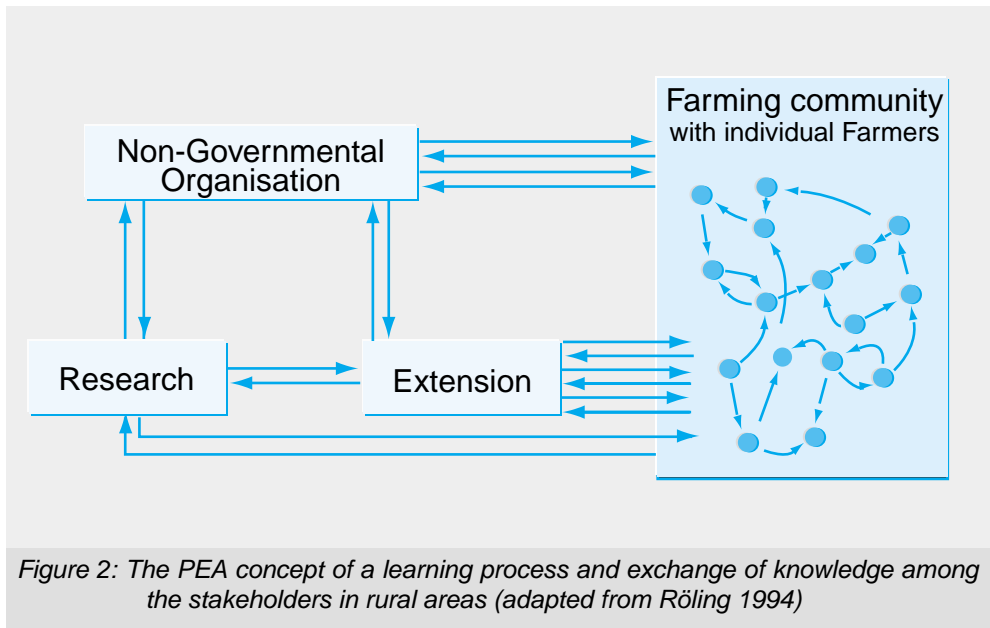 Farming community
with individual Farmers
Non-Governmental
Organisation
Research
Extension
Figure 2: The PEA concept of a learning process and exchange of knowledge among
the stakeholders in rural areas (adapted from Röling 1994)